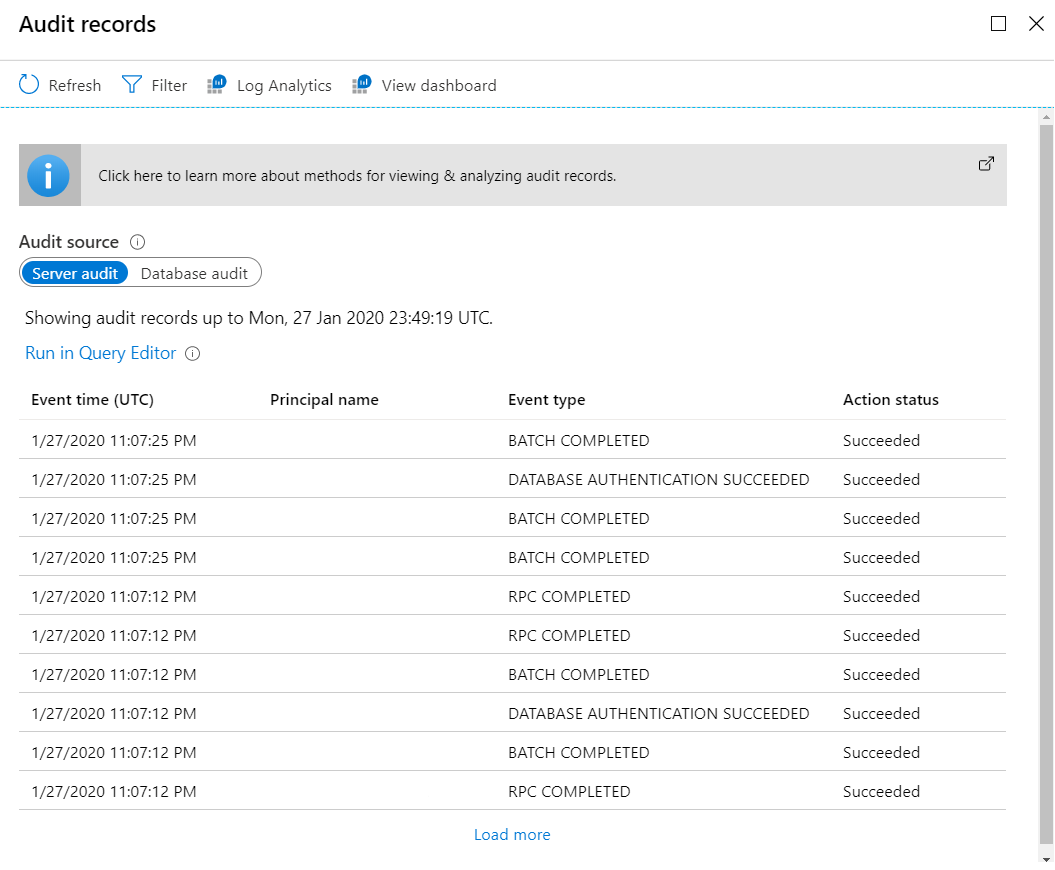 Audit records
Refresh Filter Log Analytics View dashboard
Click here to learn more about methods for viewing & analyzing audit records.
Audit source
Server audit Database audit
Showing audit records up to Mon, 27 Jan 2020 23:49:19 UTC.
Run in Query Editor
Event time (UTC) Principal name Event type Action status
1/27/2020 11:07:25 PM BATCH COMPLETED Succeeded
1/27/2020 11:07:25 PM DATABASE AUTHENTICATION SUCCEEDED Succeeded
1/27/2020 11:07:25 PM BATCH COMPLETED Succeeded
1/27/2020 11:07:25 PM BATCH COMPLETED Succeeded
1/27/2020 11:07:12 PM RPC COMPLETED Succeeded
1/27/2020 11:07:12 PM RPC COMPLETED Succeeded
1/27/2020 11:07:12 PM BATCH COMPLETED Succeeded
1/27/2020 11:07:12 PM DATABASE AUTHENTICATION SUCCEEDED Succeeded
1/27/2020 11:07:12 PM BATCH COMPLETED Succeeded
1/27/2020 11:07:12 PM RPC COMPLETED Succeeded
Load more